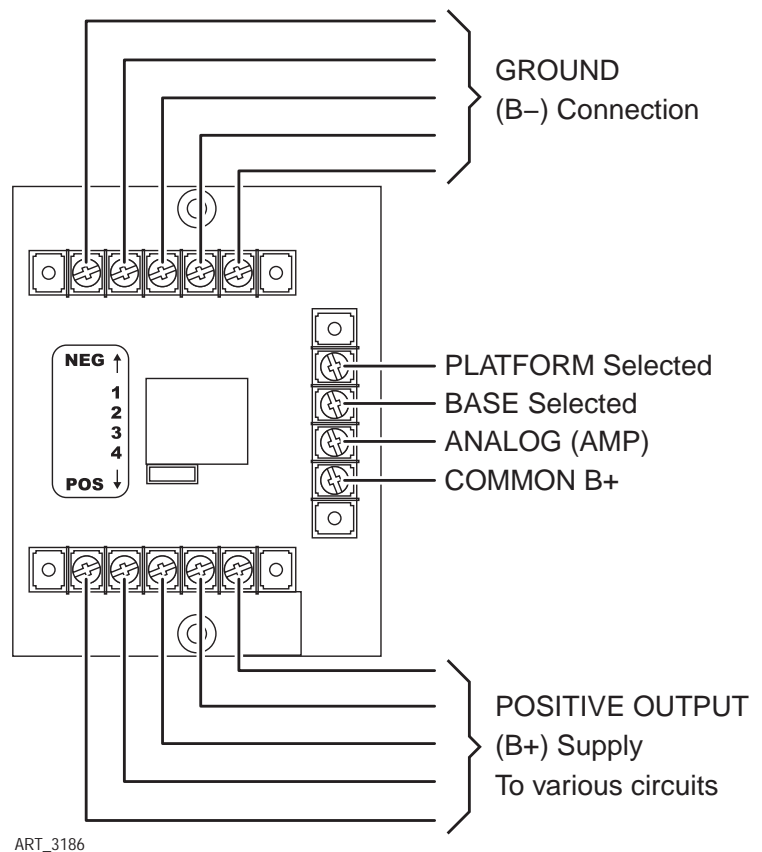 GROUND
(B–) Connection
NEG ↑
1
2
3
4
POS ↓
PLATFORM Selected
BASE Selected
ANALOG (AMP)
COMMON B+
POSITIVE OUTPUT
(B+) Supply
To various circuits
ART_3186